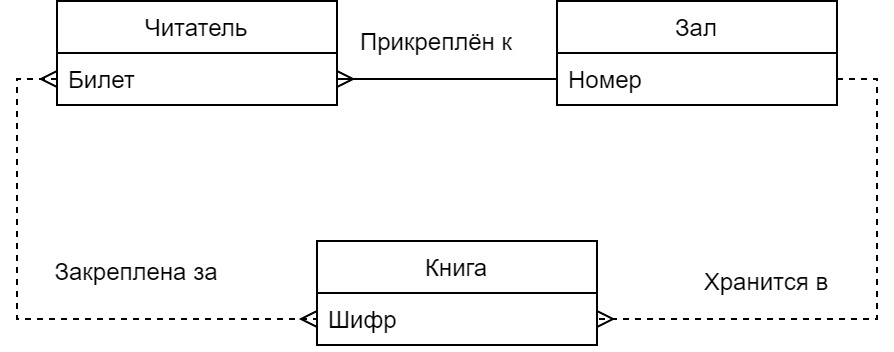 Читатель
Прикреплён к
Зал
Билет
Номер
Закреплена за
Книга
Хранится в
Шифр